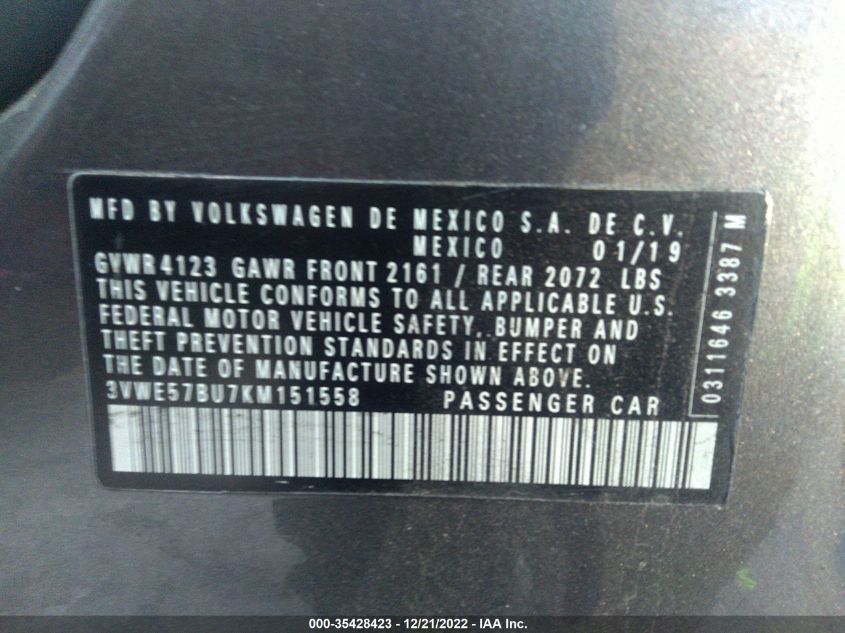 MFD BY VOLKSWAGEN DE MEXICO S.A. DE C.V.
MEXICO 01/19
GVWR 4123 GAWR FRONT 2161 / REAR 2072 LBS
THIS VEHICLE CONFORMS TO ALL APPLICABLE U.S.
FEDERAL MOTOR VEHICLE SAFETY, BUMPER AND
THEFT PREVENTION STANDARDS IN EFFECT ON
THE DATE OF MANUFACTURE SHOWN ABOVE.
3VWE57BU7KM151558 PASSENGER CAR
0311646 3387 M
000-35428423 - 12/21/2022 - IAA Inc.